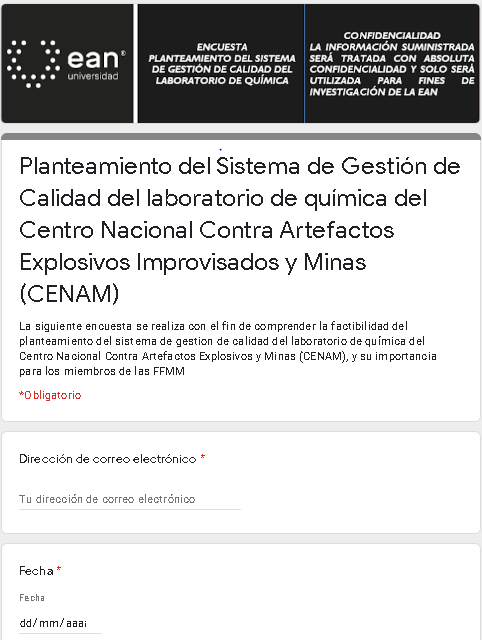 ean®
universidad
ENCUESTA
PLANTEAMIENTO DEL SISTEMA
DE GESTIÓN DE CALIDAD DEL
LABORATORIO DE QUÍMICA
CONFIDENCIALIDAD
LA INFORMACIÓN SUMINISTRADA
SERÁ TRATADA CON ABSOLUTA
CONFIDENCIALIDAD Y SOLO SERÁ
UTILIZADA PARA FINES DE
INVESTIGACIÓN DE LA EAN
Planteamiento del Sistema de Gestión de
Calidad del laboratorio de química del
Centro Nacional Contra Artefactos
Explosivos Improvisados y Minas
(CENAM)
La siguiente encuesta se realiza con el fin de comprender la factibilidad del
planteamiento del sistema de gestion de calidad del laboratorio de química del
Centro Nacional Contra Artefactos Explosivos y Minas (CENAM), y su importancia
para los miembros de las FFMM
*Obligatorio
Dirección de correo electrónico *
Tu dirección de correo electrónico
Fecha *
Fecha
dd/mm/aaaa